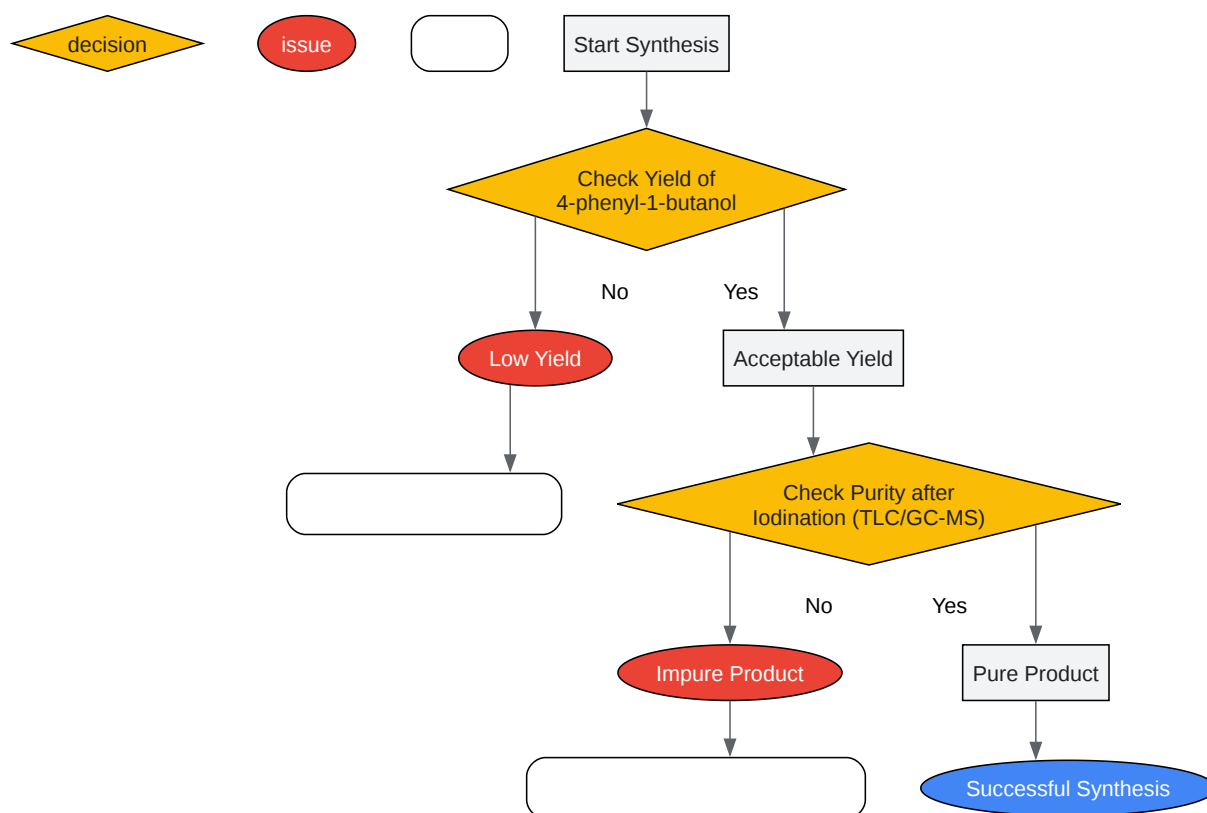 decision
issue
Start Synthesis
Check Yield of
4-phenyl-1-butanol
No
Yes
Low Yield
Acceptable Yield
Check Purity after
Iodination (TLC/GC-MS)
No
Yes
Impure Product
Pure Product
Successful Synthesis